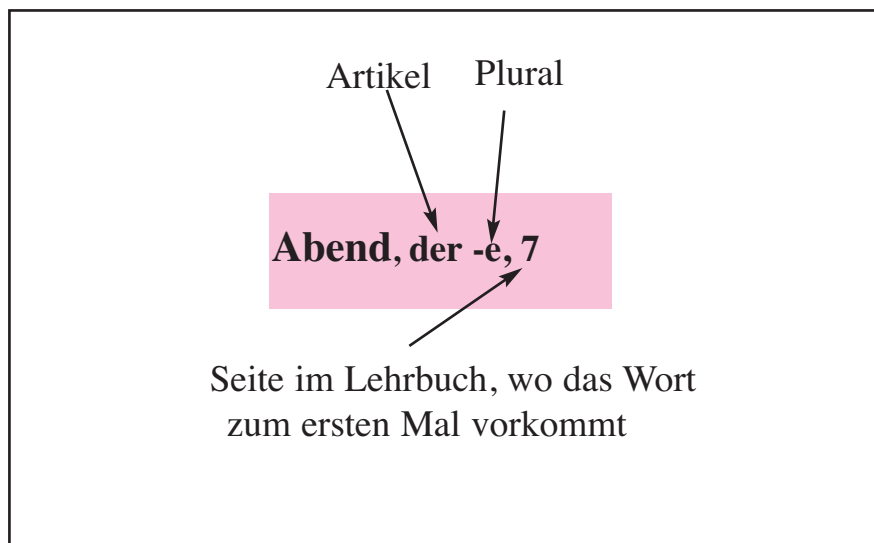 Artikel Plural
Abend, der -e, 7
Seite im Lehrbuch, wo das Wort
zum ersten Mal vorkommt